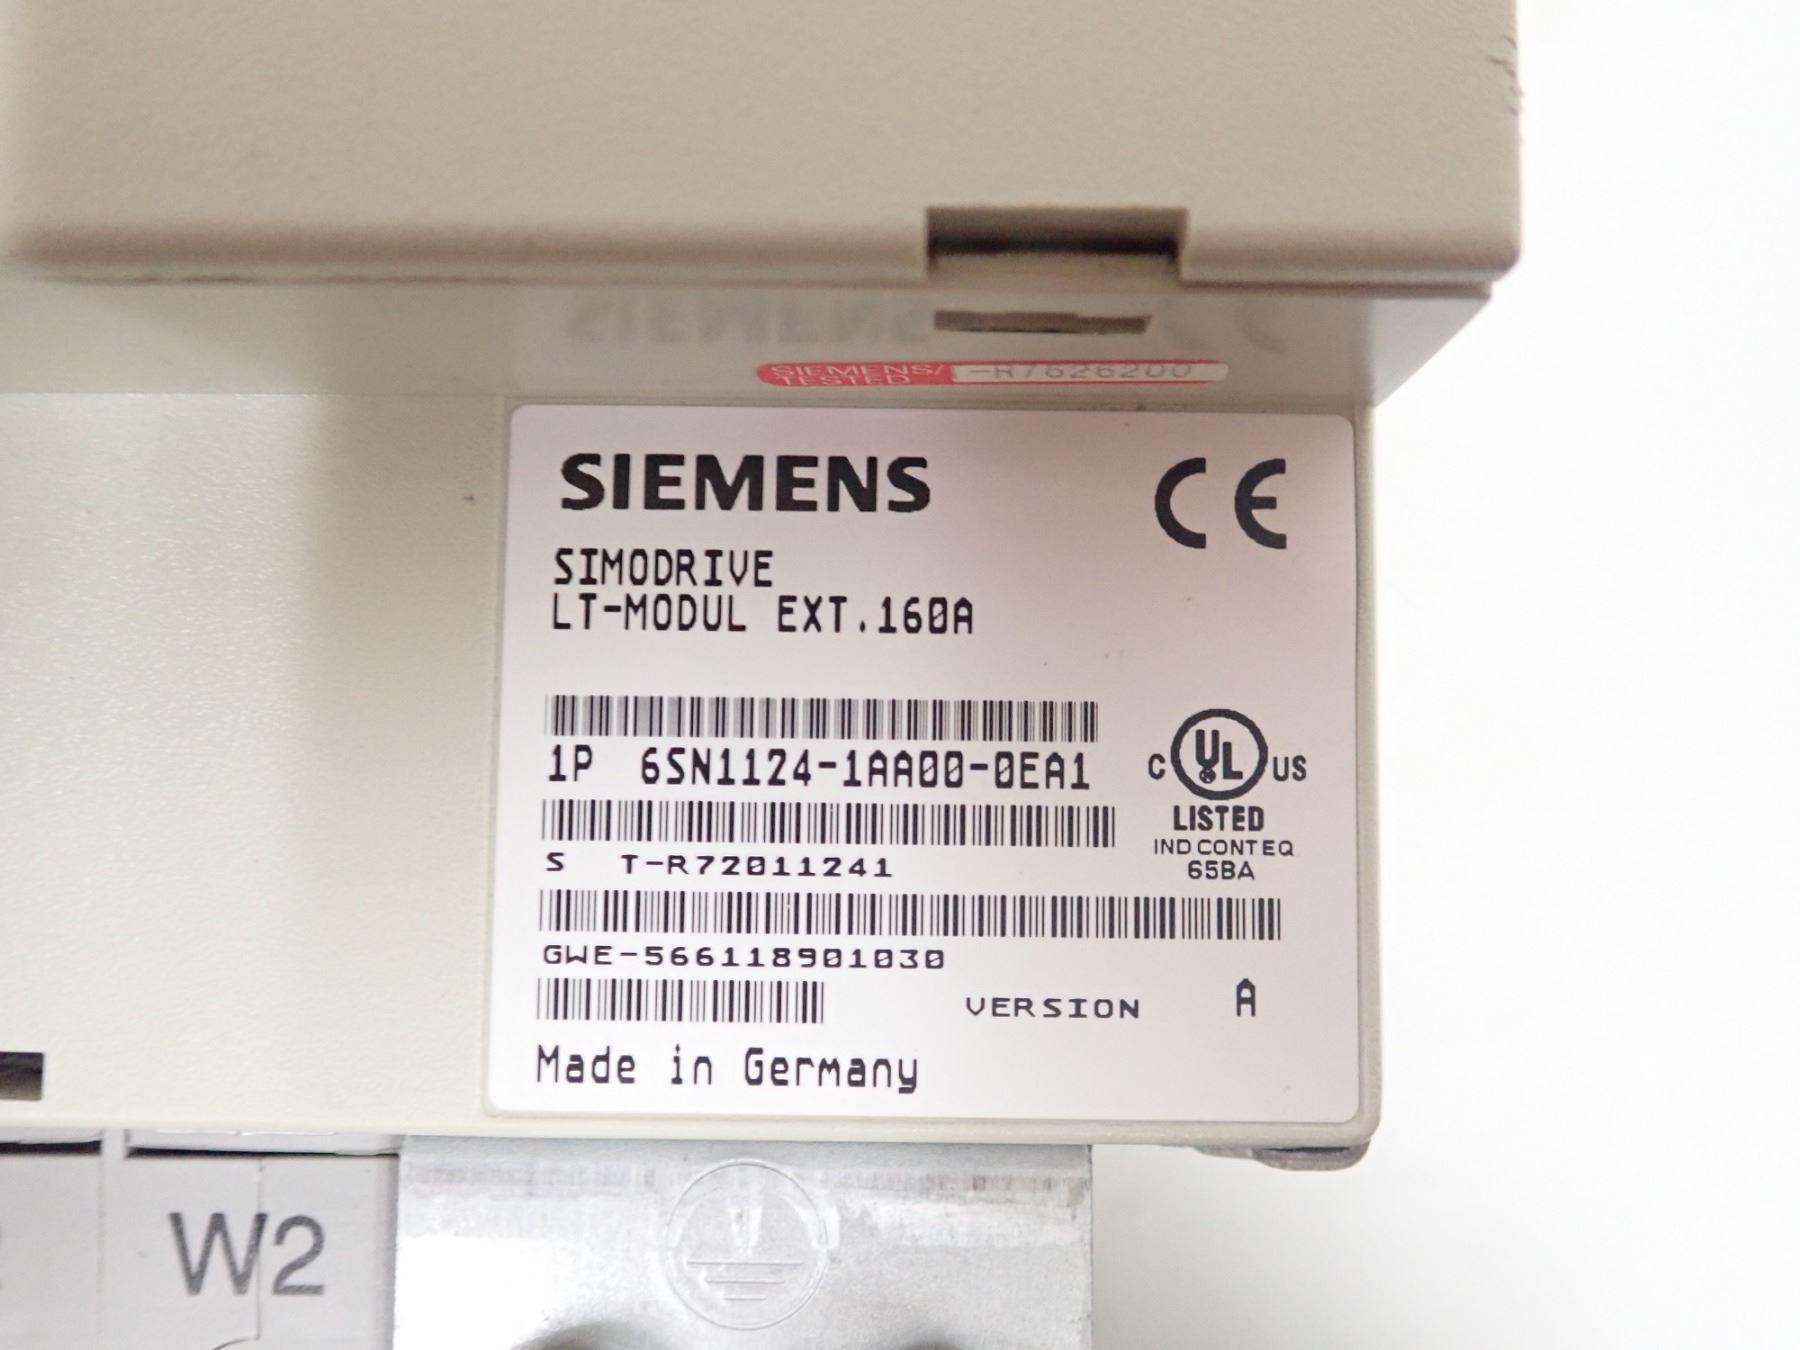 SIEMENS/ -R7626200
TESTED
SIEMENS CE
SIMODRIVE
LT-MODUL EXT.160A
1P 6SN1124-1AA00-0EA1
C UL US
LISTED
IND CONT EQ
65BA
S T-R72011241
GWE-566118901030
VERSION A
Made in Germany
W2